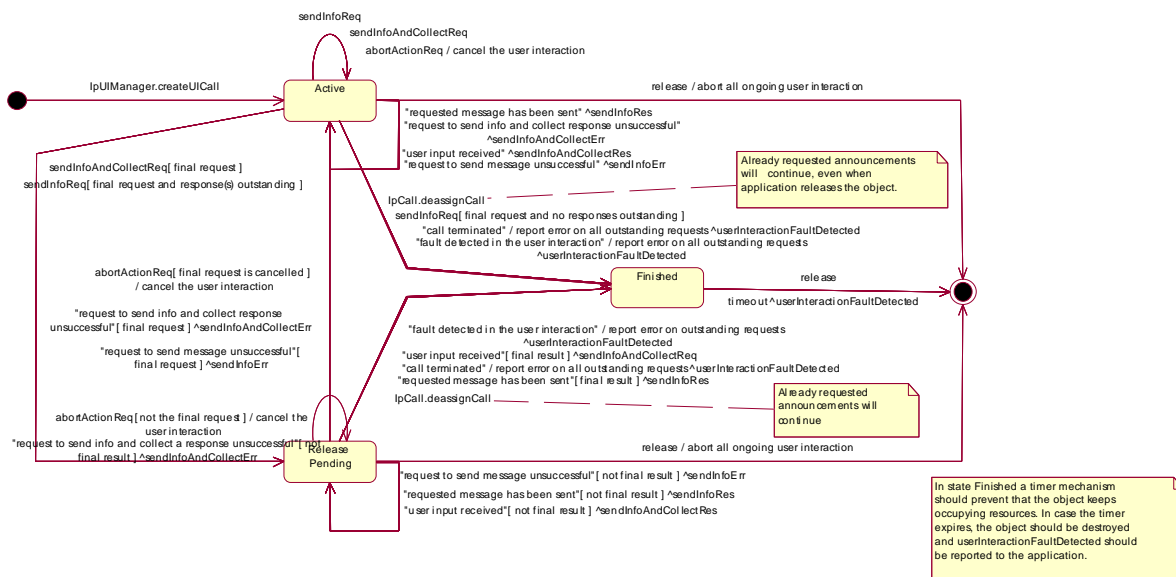 sendInfoReq
sendInfoAndCollectReq
abortActionReq / cancel the user interaction
IpUIManager.createUICall
Active
release / abort all ongoing user interaction
"requested message has been sent" ^sendInfoRes
"request to send info and collect response unsuccessful"
^sendInfoAndCollectErr
"user input received" ^sendInfoAndCollectRes
"request to send message unsuccessful" ^sendInfoErr
sendInfoAndCollectReq[ final request ]
sendInfoReq[ final request and response(s) outstanding ]
Already requested announcements
will continue, even when
application releases the object.
IpCall.deassignCall
sendInfoReq[ final request and no responses outstanding ]
"call terminated" / report error on all outstanding requests ^userInteractionFaultDetected
"fault detected in the user interaction" / report error on all outstanding requests
^userInteractionFaultDetected
Finished
release
timeout ^userInteractionFaultDetected
abortActionReq[ final request is cancelled ]
/ cancel the user interaction
"request to send info and collect response
unsuccessful"[ final request ] ^sendInfoAndCollectErr
"request to send message unsuccessful"[
final request ] ^sendInfoErr
"fault detected in the user interaction" / report error on outstanding requests
^userInteractionFaultDetected
"user input received"[ final result ] ^sendInfoAndCollectReq
"call terminated" / report error on all outstanding requests ^userInteractionFaultDetected
"requested message has been sent"[ final result ] ^sendInfoRes
IpCall.deassignCall
Already requested
announcements will
continue
abortActionReq[ not the final request ] / cancel the
user interaction
"request to send info and collect a response unsuccessful"[ not
final result ] ^sendInfoAndCollectErr
Release
Pending
release / abort all ongoing user interaction
"request to send message unsuccessful"[ not final result ] ^sendInfoErr
"requested message has been sent"[ not final result ] ^sendInfoRes
"user input received"[ not final result ] ^sendInfoAndCollectRes
In state Finished a timer mechanism
should prevent that the object keeps
occupying resources. In case the timer
expires, the object should be destroyed
and userInteractionFaultDetected should
be reported to the application.